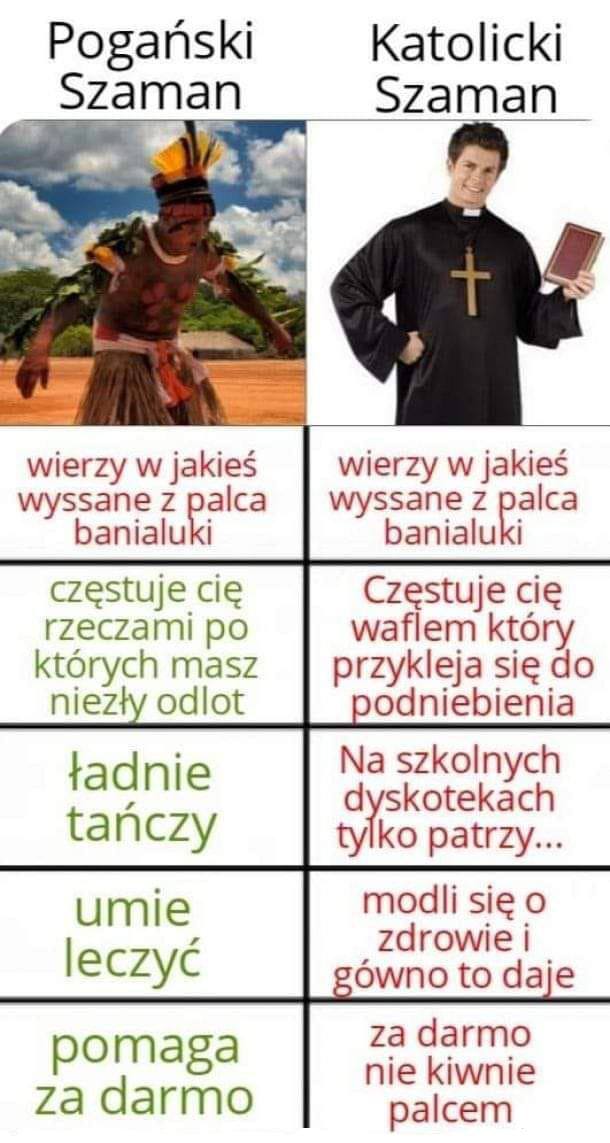 Pogański
Szaman
Katolicki
Szaman
wierzy w jakieś
wyssane z palca
banialuki
wierzy w jakieś
wyssane z palca
banialuki
częstuje cię
rzeczami po
których masz
niezły odlot
Częstuje cię
waflem który
przykleja się do
podniebienia
ładnie
tańczy
Na szkolnych
dyskotekach
tylko patrzy...
umie
leczyć
modli się o
zdrowie i
gówno to daje
pomaga
za darmo
za darmo
nie kiwnie
palcem